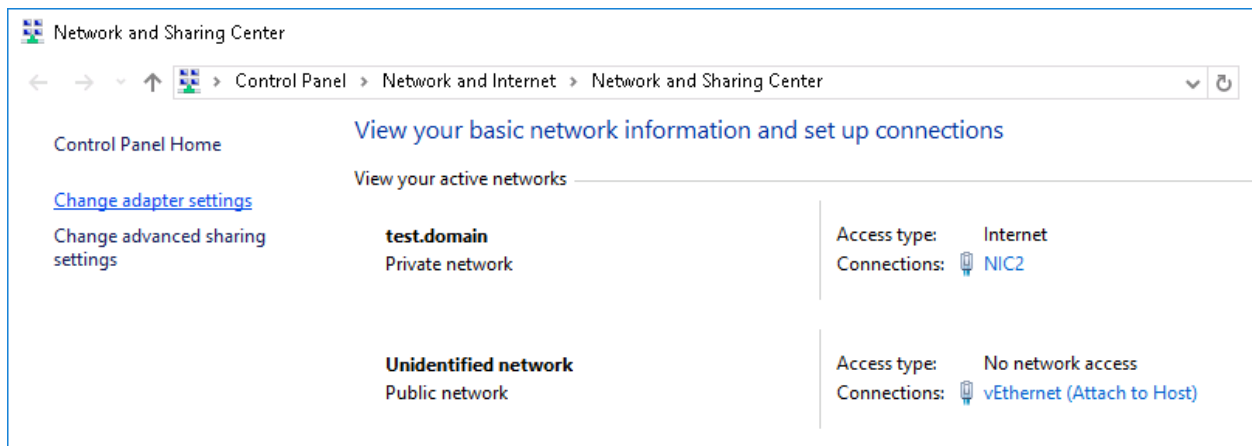 Network and Sharing Center
Control Panel > Network and Internet > Network and Sharing Center
Control Panel Home
Change adapter settings
Change advanced sharing
settings
View your basic network information and set up connections
View your active networks
test.domain
Private network
Access type: Internet
Connections: NIC2
Unidentified network
Public network
Access type: No network access
Connections: vEthernet (Attach to Host)